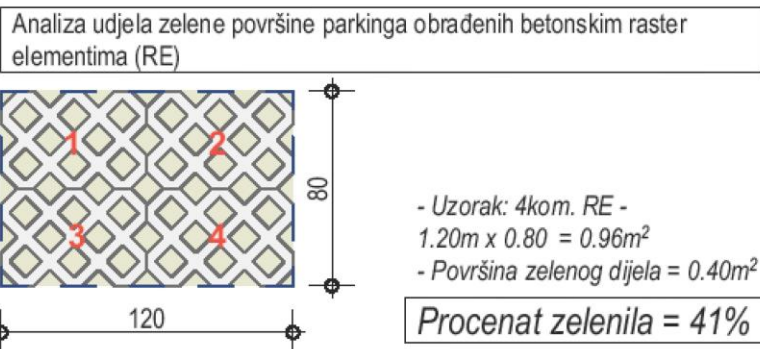 Analiza udjela zelene površine parkinga obrađenih betonskim raster
elementima (RE)
1
2
3
4
80
120
- Uzorak: 4kom. RE -
1.20m x 0.80 = 0.96m²
- Površina zelenog dijela = 0.40m²
Procenat zelenila = 41%